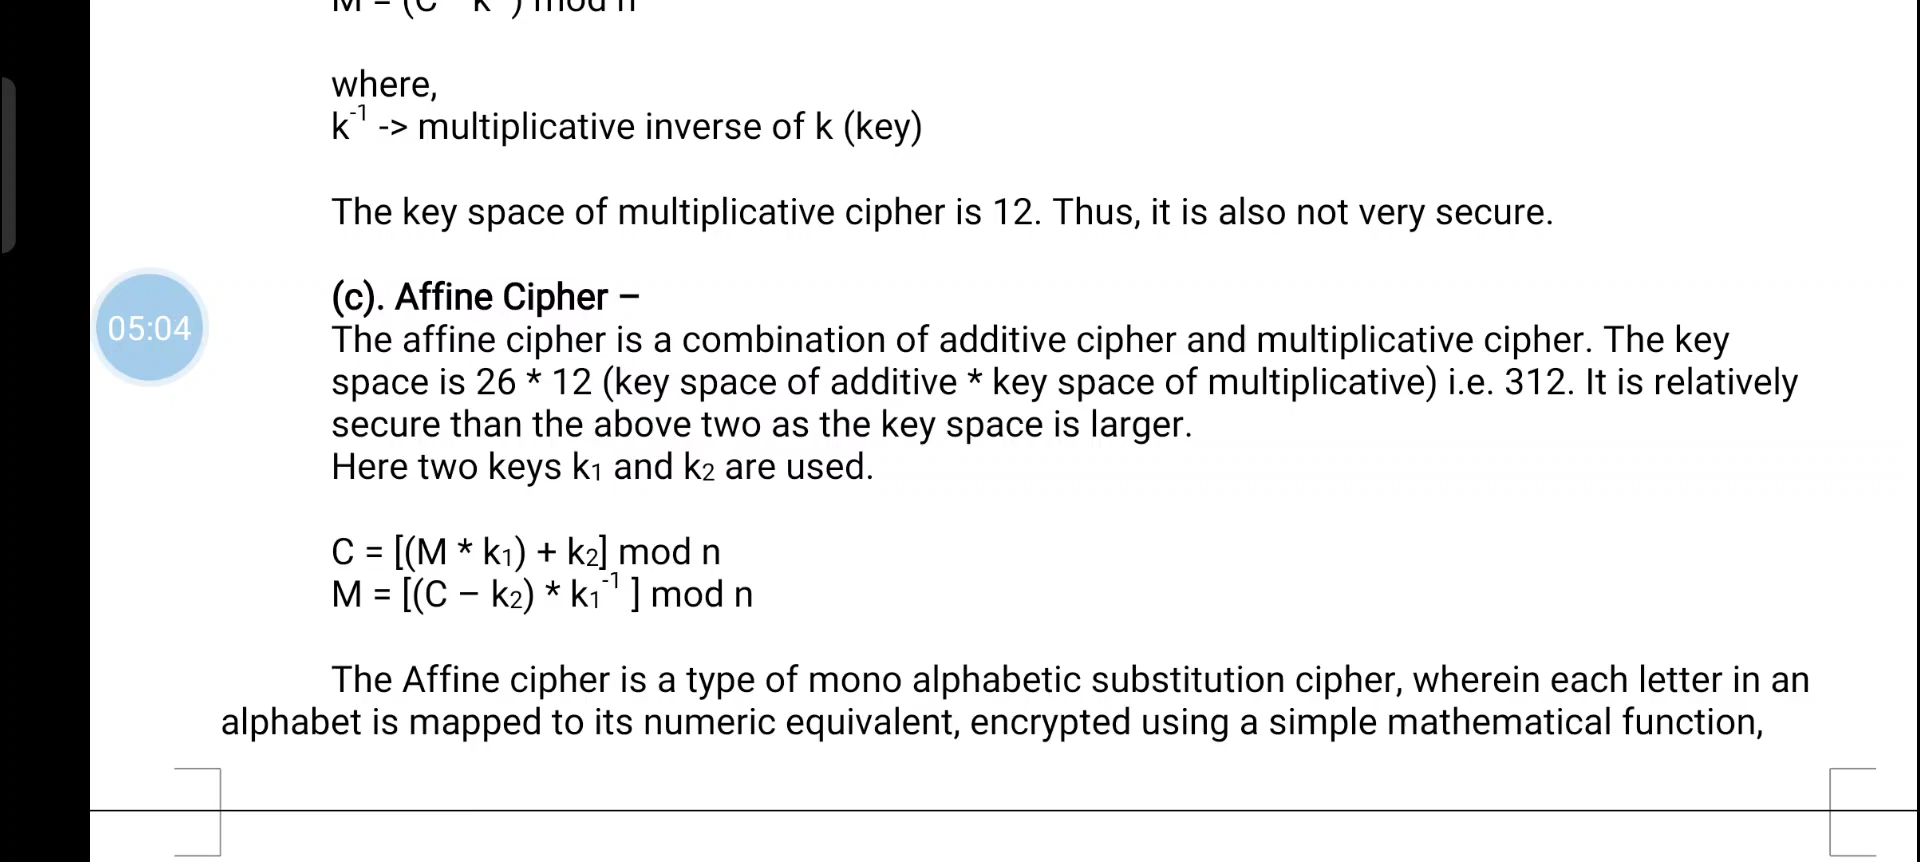 where,
k⁻¹ -> multiplicative inverse of k (key)
The key space of multiplicative cipher is 12. Thus, it is also not very secure.
(c). Affine Cipher –
05:04
The affine cipher is a combination of additive cipher and multiplicative cipher. The key
space is 26 * 12 (key space of additive * key space of multiplicative) i.e. 312. It is relatively
secure than the above two as the key space is larger.
Here two keys k₁ and k₂ are used.
C = [(M * k₁) + k₂] mod n
M = [(C – k₂) * k₁⁻¹ ] mod n
The Affine cipher is a type of mono alphabetic substitution cipher, wherein each letter in an
alphabet is mapped to its numeric equivalent, encrypted using a simple mathematical function,